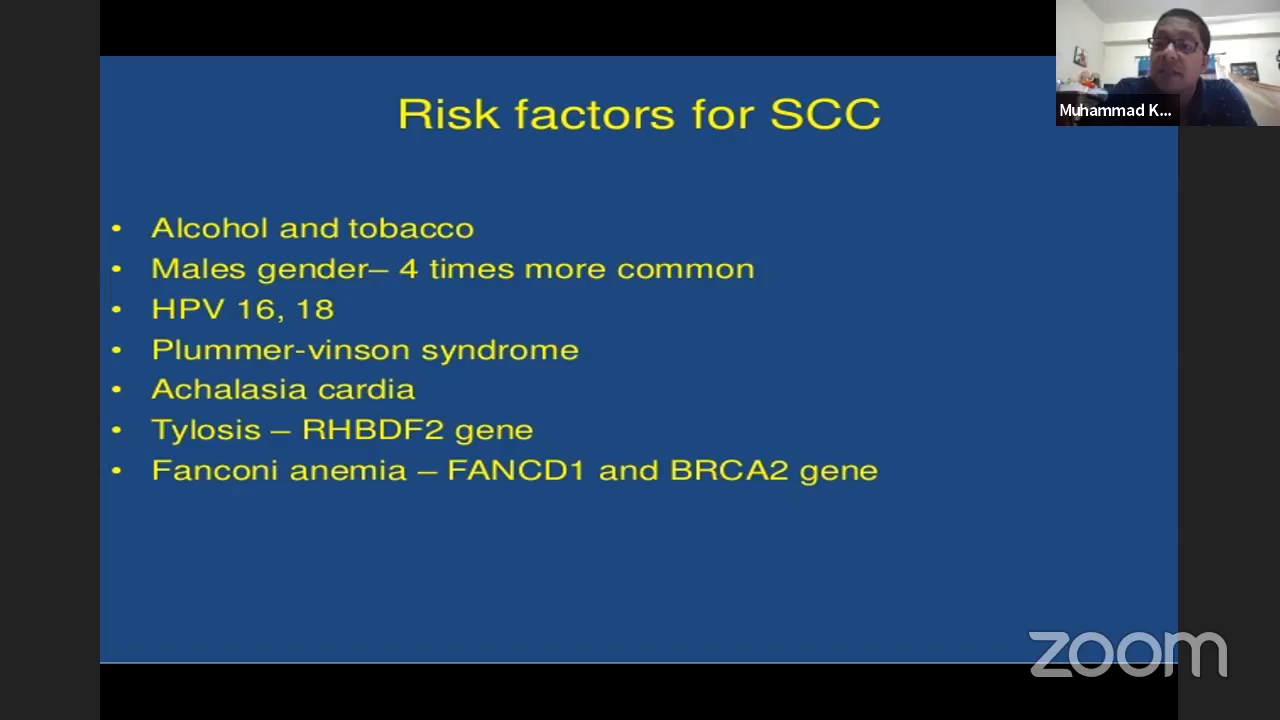 Risk factors for SCC
Muhammad K...
• Alcohol and tobacco
• Males gender– 4 times more common
• HPV 16, 18
• Plummer-vinson syndrome
• Achalasia cardia
• Tylosis – RHBDF2 gene
• Fanconi anemia – FANCD1 and BRCA2 gene
zoom